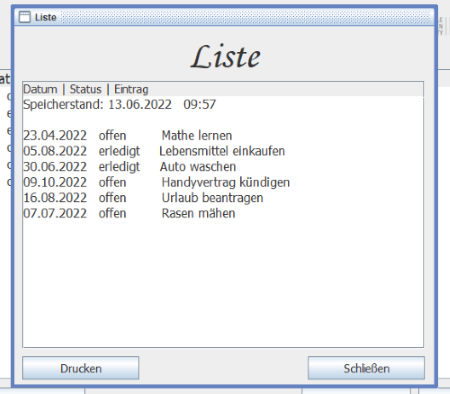 Liste
Liste
Datum | Status | Eintrag
Speicherstand: 13.06.2022 09:57
23.04.2022 offen Mathe lernen
05.08.2022 erledigt Lebensmittel einkaufen
30.06.2022 erledigt Auto waschen
09.10.2022 offen Handyvertrag kündigen
16.08.2022 offen Urlaub beantragen
07.07.2022 offen Rasen mähen
Drucken Schließen